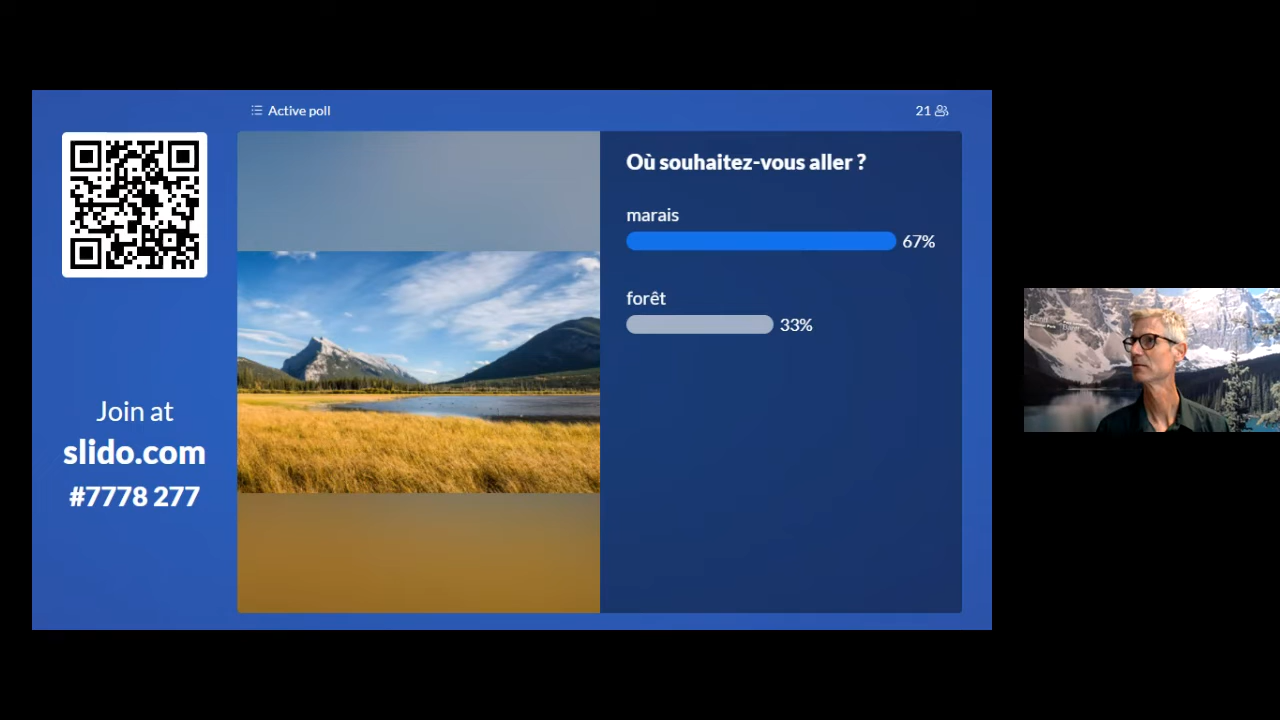 Active poll
21
Où souhaitez-vous aller ?
marais
67%
forêt
33%
Join at
slido.com
#7778 277